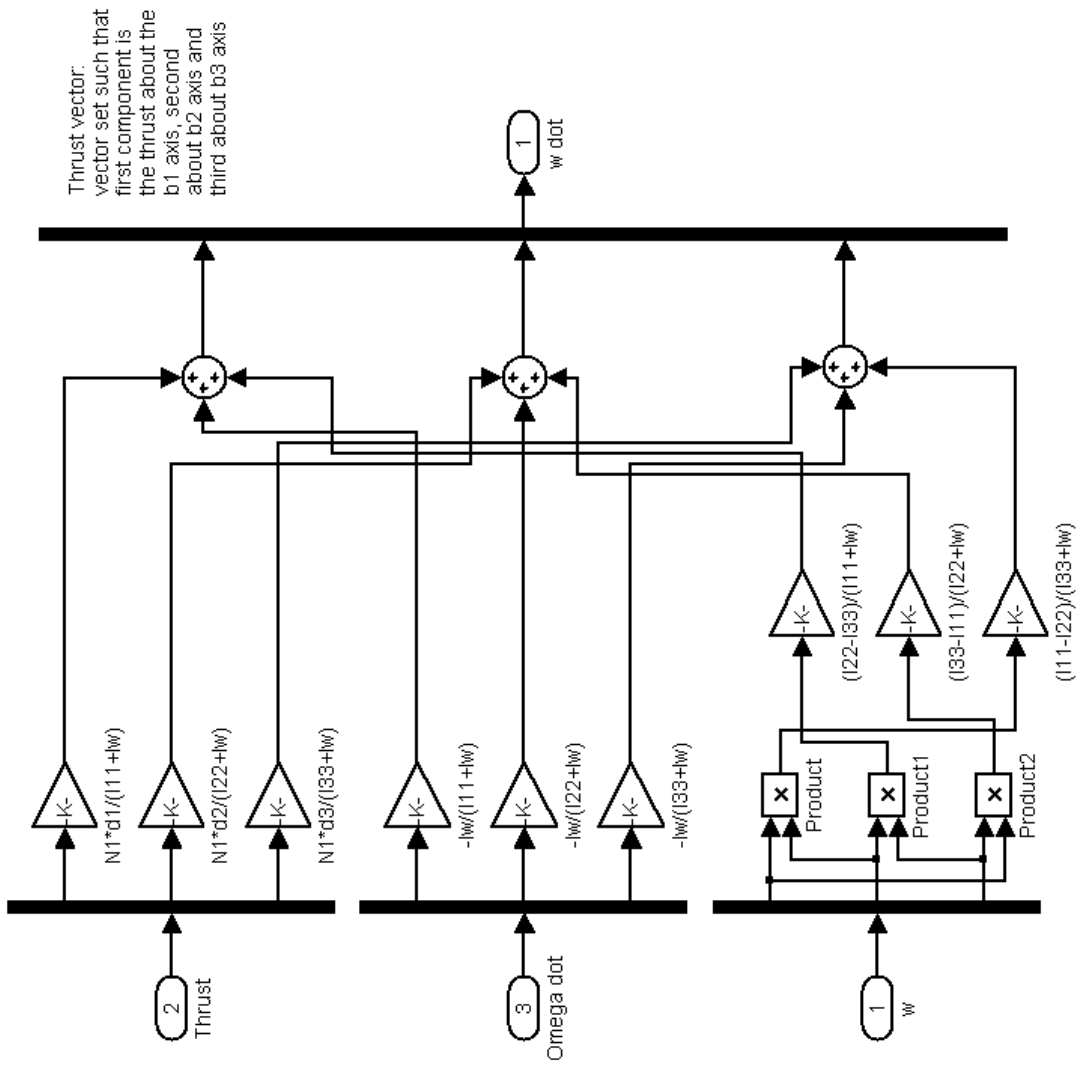 Thrust vector:
vector set such that
first component is
the thrust about the
b1 axis, second
about b2 axis and
third about b3 axis
2
Thrust
-K-
N1*d1/(I11+Iw)
-K-
N1*d2/(I22+Iw)
-K-
N1*d3/(I33+Iw)
3
Omega dot
-K-
-Iw/(I11+Iw)
-K-
-Iw/(I22+Iw)
-K-
-Iw/(I33+Iw)
1
w
×
Product
×
Product1
×
Product2
-K-
(I22-I33)/(I11+Iw)
-K-
(I33-I11)/(I22+Iw)
-K-
(I11-I22)/(I33+Iw)
+++
+++
+++
1
w dot